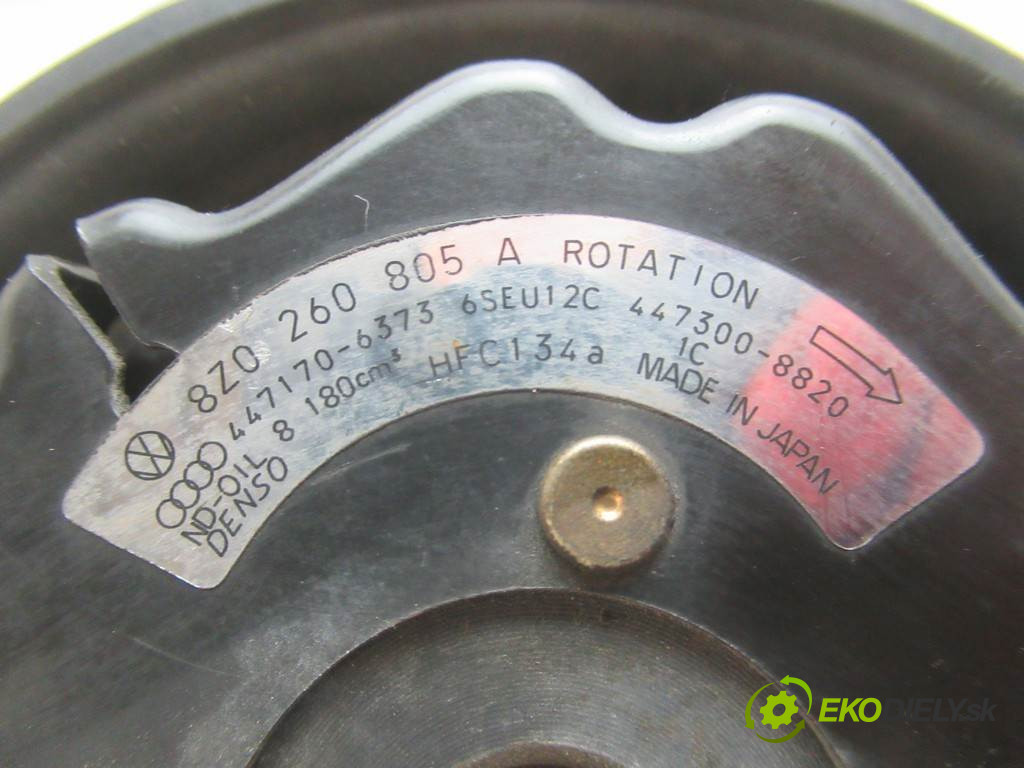 8Z0 260 805 A ROTATION
447170-6373 6SEU12C 447300-8820
ND-OIL 8 180cm³ HFC134a 1C
DENSO MADE IN JAPAN
EKODIELY.sk